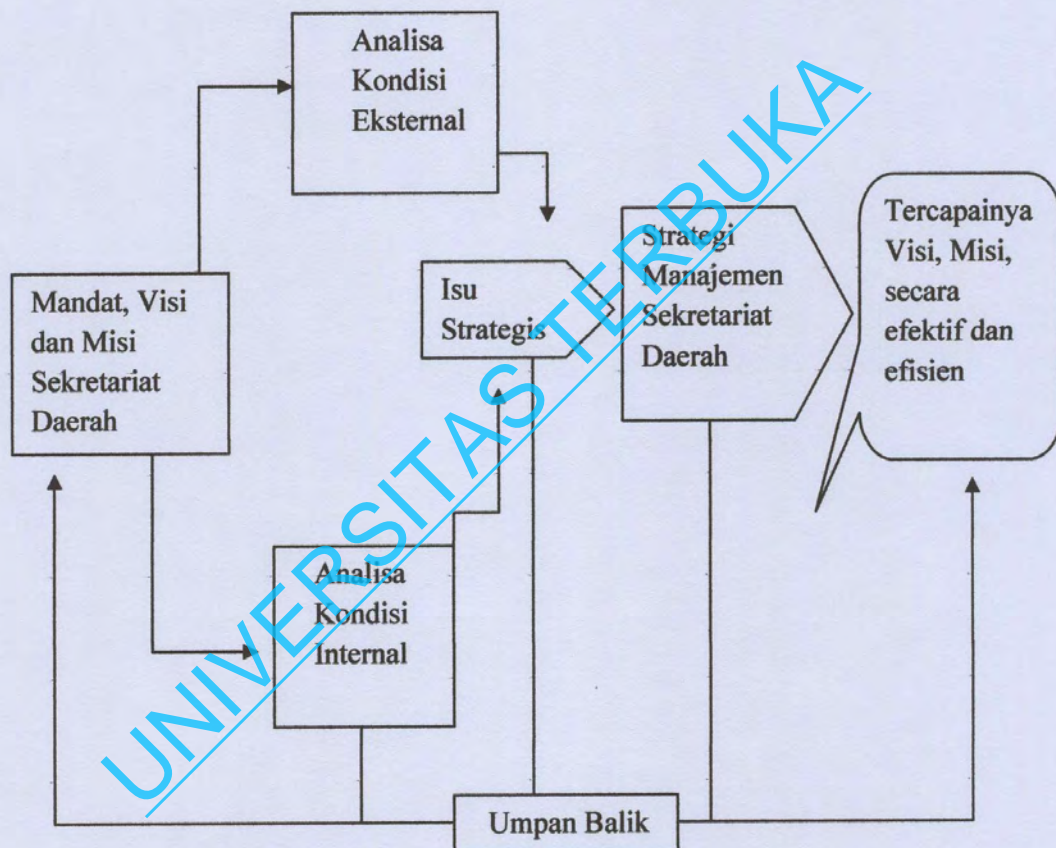 Analisa
Kondisi
Eksternal
Mandat, Visi
dan Misi
Sekretariat
Daerah
Isu
Strategis
Strategi
Manajemen
Sekretariat
Daerah
Tercapainya
Visi, Misi,
secara
efektif dan
efisien
Analisa
Kondisi
Internal
Umpan Balik
UNIVERSITAS TERBUKA